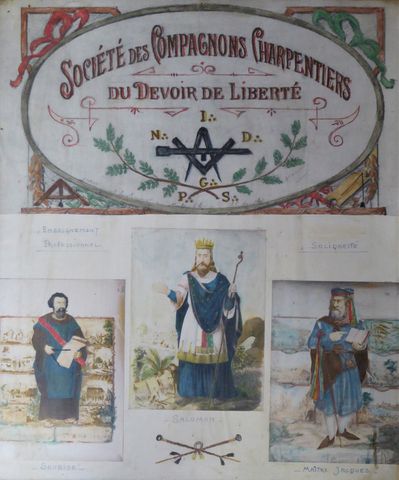 SOCIÉTÉ DES COMPAGNONS CHARPENTIERS
DU DEVOIR DE LIBERTÉ
I∴
N∴ D∴
G∴
P∴ S∴
ENSEIGNEMENT
PROFESSIONNEL
SOLIDARITÉ
SALOMON
SOUBISE
MAÎTRE JACQUES